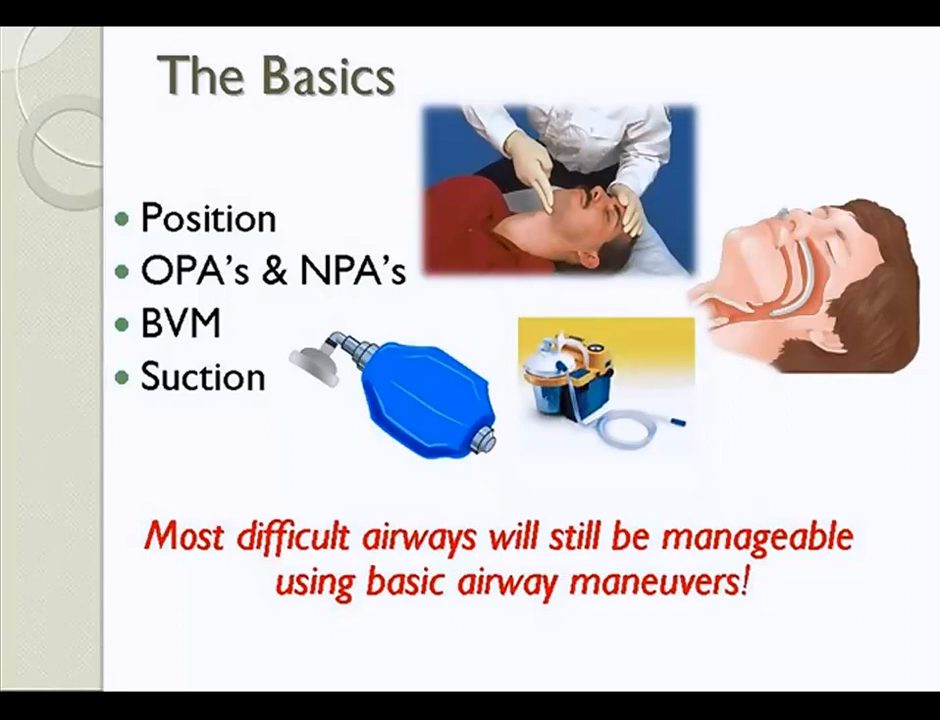 The Basics
Position
OPA's & NPA's
BVM
Suction
Most difficult airways will still be manageable
using basic airway maneuvers!